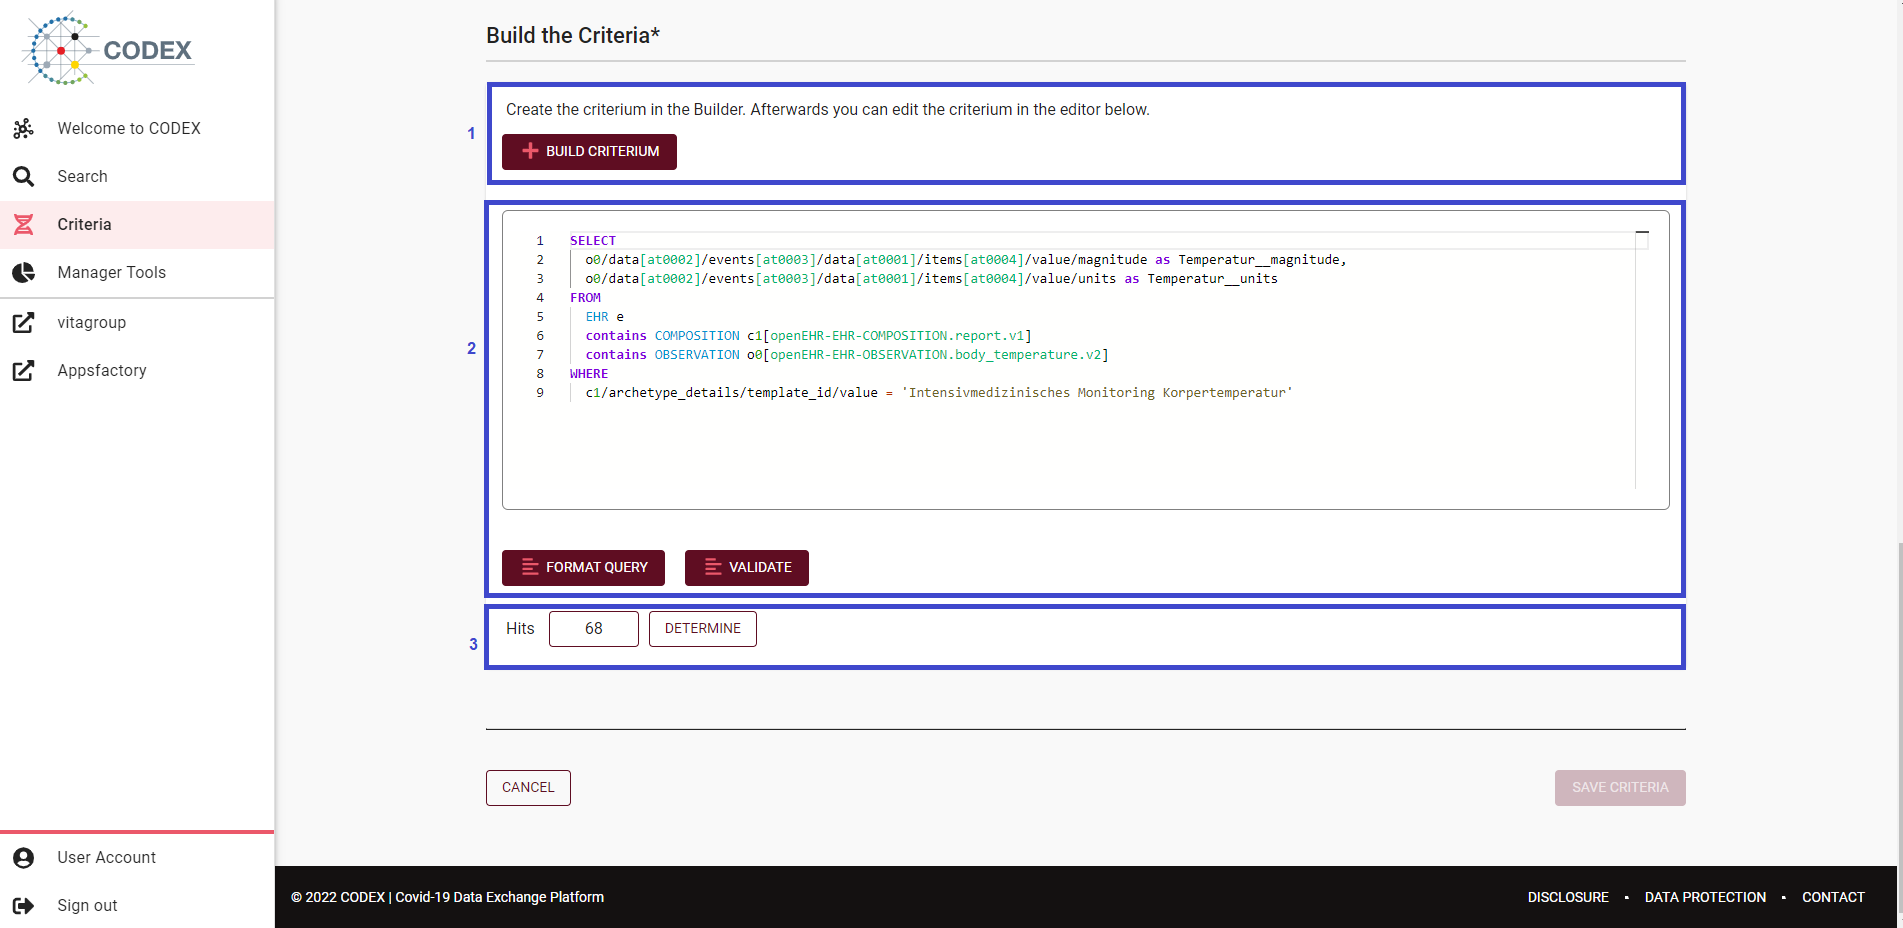 CODEX
Welcome to CODEX
Search
Criteria
Manager Tools
vitagroup
Appsfactory
User Account
Sign out
Build the Criteria*
1
Create the criterium in the Builder. Afterwards you can edit the criterium in the editor below.
BUILD CRITERIUM
2
1 SELECT
2 o0/data[at0002]/events[at0003]/data[at0001]/items[at0004]/value/magnitude as Temperatur__magnitude,
3 o0/data[at0002]/events[at0003]/data[at0001]/items[at0004]/value/units as Temperatur__units
4 FROM
5 EHR e
6 contains COMPOSITION c1[openEHR-EHR-COMPOSITION.report.v1]
7 contains OBSERVATION o0[openEHR-EHR-OBSERVATION.body_temperature.v2]
8 WHERE
9 c1/archetype_details/template_id/value = 'Intensivmedizinisches Monitoring Korpertemperatur'
FORMAT QUERY VALIDATE
3
Hits 68 DETERMINE
CANCEL SAVE CRITERIA
© 2022 CODEX | Covid-19 Data Exchange Platform DISCLOSURE • DATA PROTECTION • CONTACT